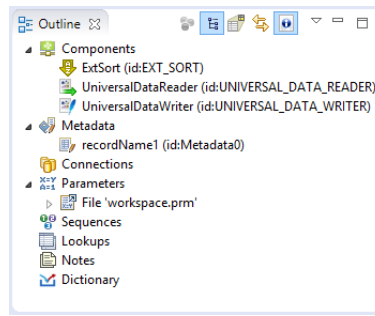 Outline
Components
ExtSort (id:EXT_SORT)
UniversalDataReader (id:UNIVERSAL_DATA_READER)
UniversalDataWriter (id:UNIVERSAL_DATA_WRITER)
Metadata
recordName1 (id:Metadata0)
Connections
X=Y
A=1
Parameters
File 'workspace.prm'
Sequences
Lookups
Notes
Dictionary